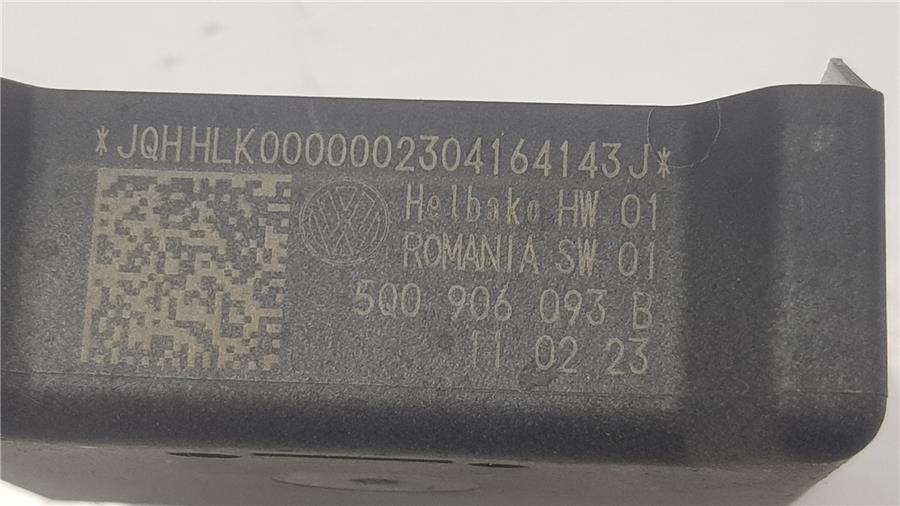 *JQHHLK0000002304164143J*
Helbako HW 01
ROMANIA SW 01
5Q0 906 093 B
11 02 23